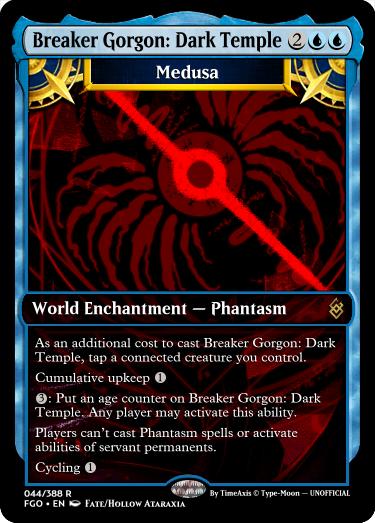 Breaker Gorgon: Dark Temple 2
Medusa
World Enchantment — Phantasm
As an additional cost to cast Breaker Gorgon: Dark
Temple, tap a connected creature you control.
Cumulative upkeep 1
3: Put an age counter on Breaker Gorgon: Dark
Temple. Any player may activate this ability.
Players can't cast Phantasm spells or activate
abilities of servant permanents.
Cycling 1
044/388 R
FGO • EN Fate/Hollow Ataraxia
By TimeAxis © Type-Moon — UNOFFICIAL